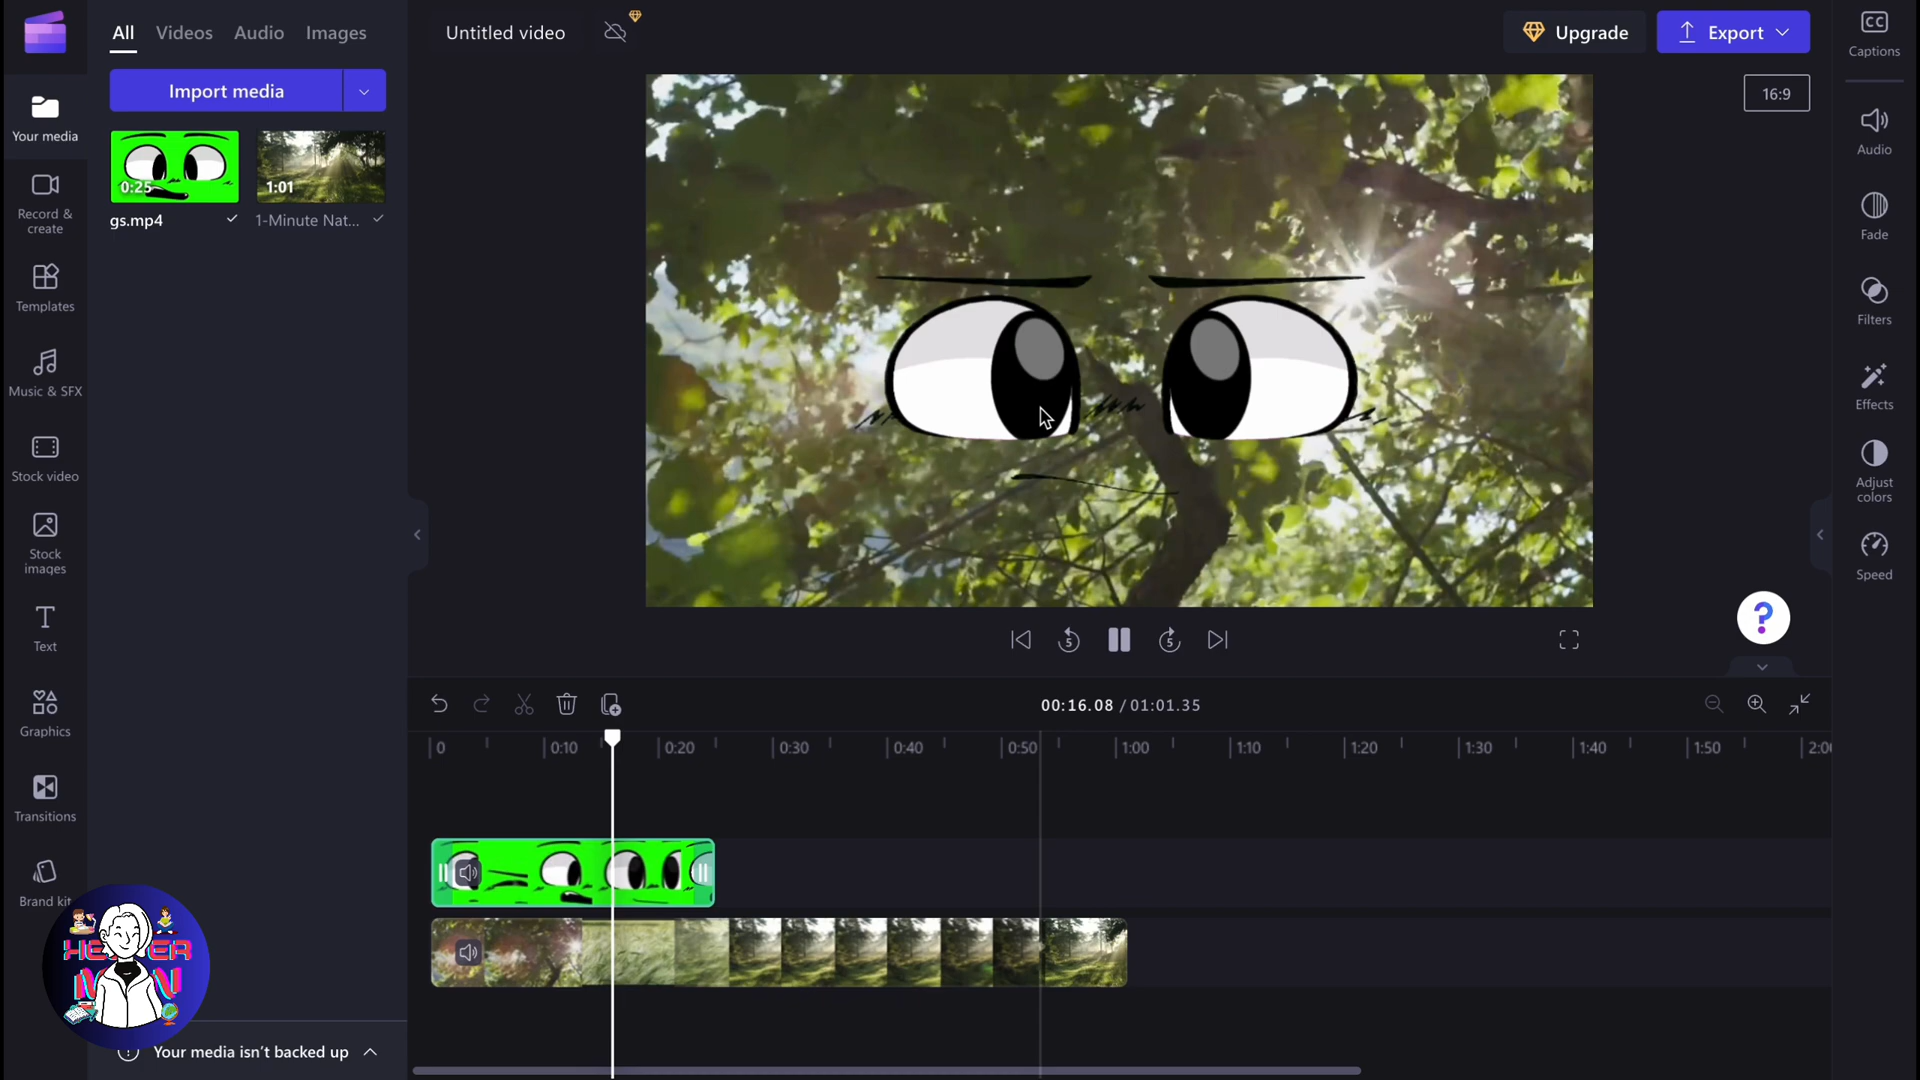 All Videos Audio Images
Untitled video
Upgrade
Export
Captions
Import media
16:9
Your media
0:25
1:01
gs.mp4
1-Minute Nat...
Audio
Record &
create
Fade
Templates
Filters
Music & SFX
Effects
Stock video
Adjust
colors
Stock
images
Speed
Text
5
5
?
Graphics
00:16.08 / 01:01.35
0 0:10 0:20 0:30 0:40 0:50 1:00 1:10 1:20 1:30 1:40 1:50
Transitions
Brand kit
Your media isn't backed up